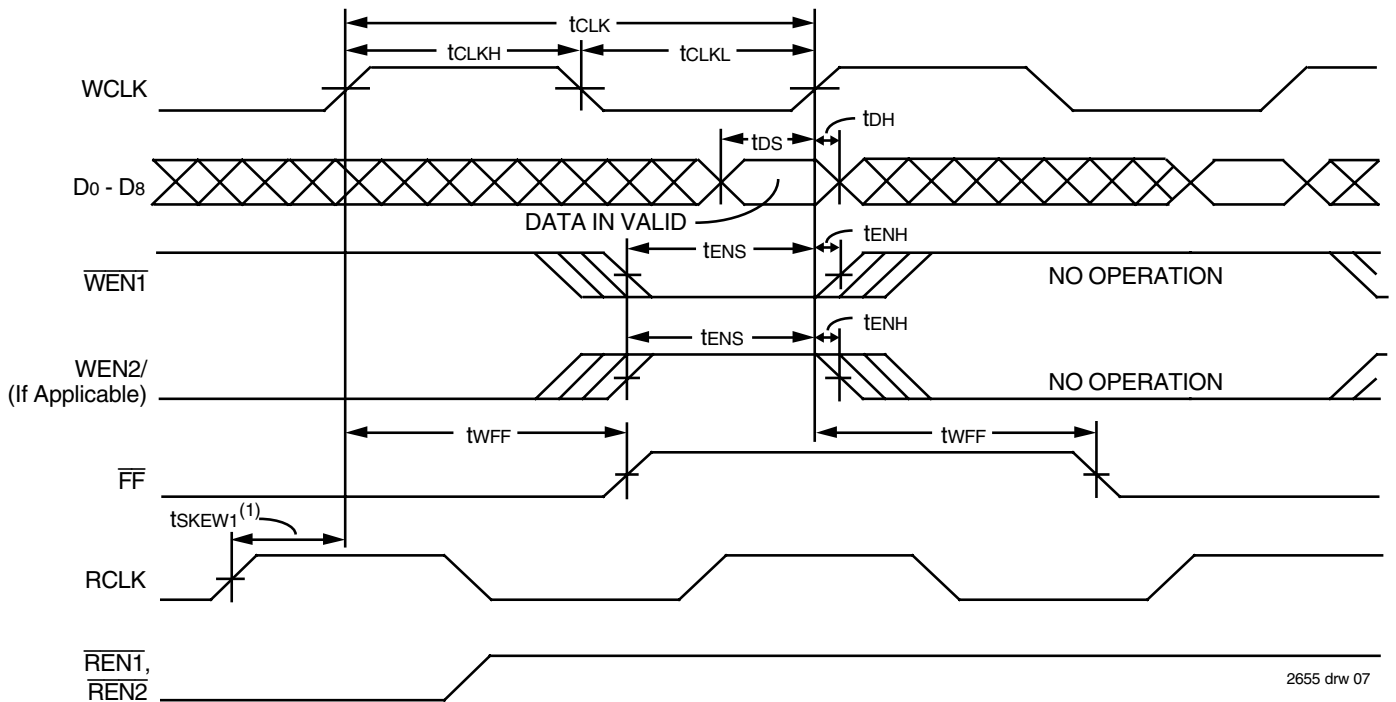 tCLK
tCLKH
tCLKL
WCLK
tDH
tDS
D0 - D8
DATA IN VALID
tENH
tENS
WEN1
NO OPERATION
tENH
tENS
WEN2/
(If Applicable)
NO OPERATION
tWFF
tWFF
FF
tSKEW1(1)
RCLK
REN1,
REN2
2655 drw 07